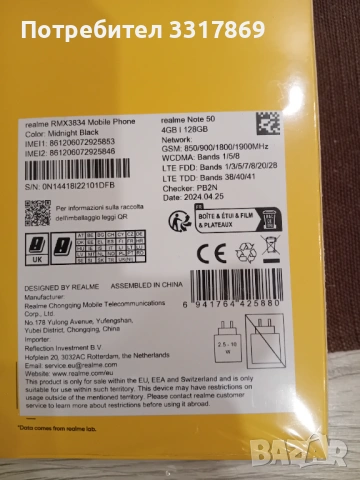 Потребител 3317869
realme RMX3834 Mobile Phone
Color: Midnight Black
IMEI1: 861206072925853
IMEI2: 861206072925846
S/N: 0N14418I22101DFB
realme Note 50
4GB | 128GB
Network:
GSM: 850/900/1800/1900MHz
WCDMA: Bands 1/5/8
LTE FDD: Bands 1/3/5/7/8/20/28
LTE TDD: Bands 38/40/41
Checker: PB2N
Date: 2024.04.25
Per informazioni sulla raccolta
dell'imballaggio leggi QR
BOÎTE & ÉTUI & FILM
& PLATEAUX
UK
CE
DESIGNED BY REALME ASSEMBLED IN CHINA
Manufacturer:
Realme Chongqing Mobile Telecommunications
Corp., Ltd.
No 178 Yulong Avenue, Yufengshan,
Yubei District, Chongqing, China
Importer:
Reflection Investment B.V.
Hofplein 20, 3032AC Rotterdam, the Netherlands
Email: service.eu@realme.com
Website: www.realme.com/eu
6 941764 425880
2.5 - 10
W
This product is only for sale within the EU, EEA and Switzerland and is only
suitable for use within such territory. This device may have restrictions on
usage outside of the mentioned territory. Please contact the seller to learn
more about restrictions before using it abroad.
*Data comes from realme lab.
BAZAR